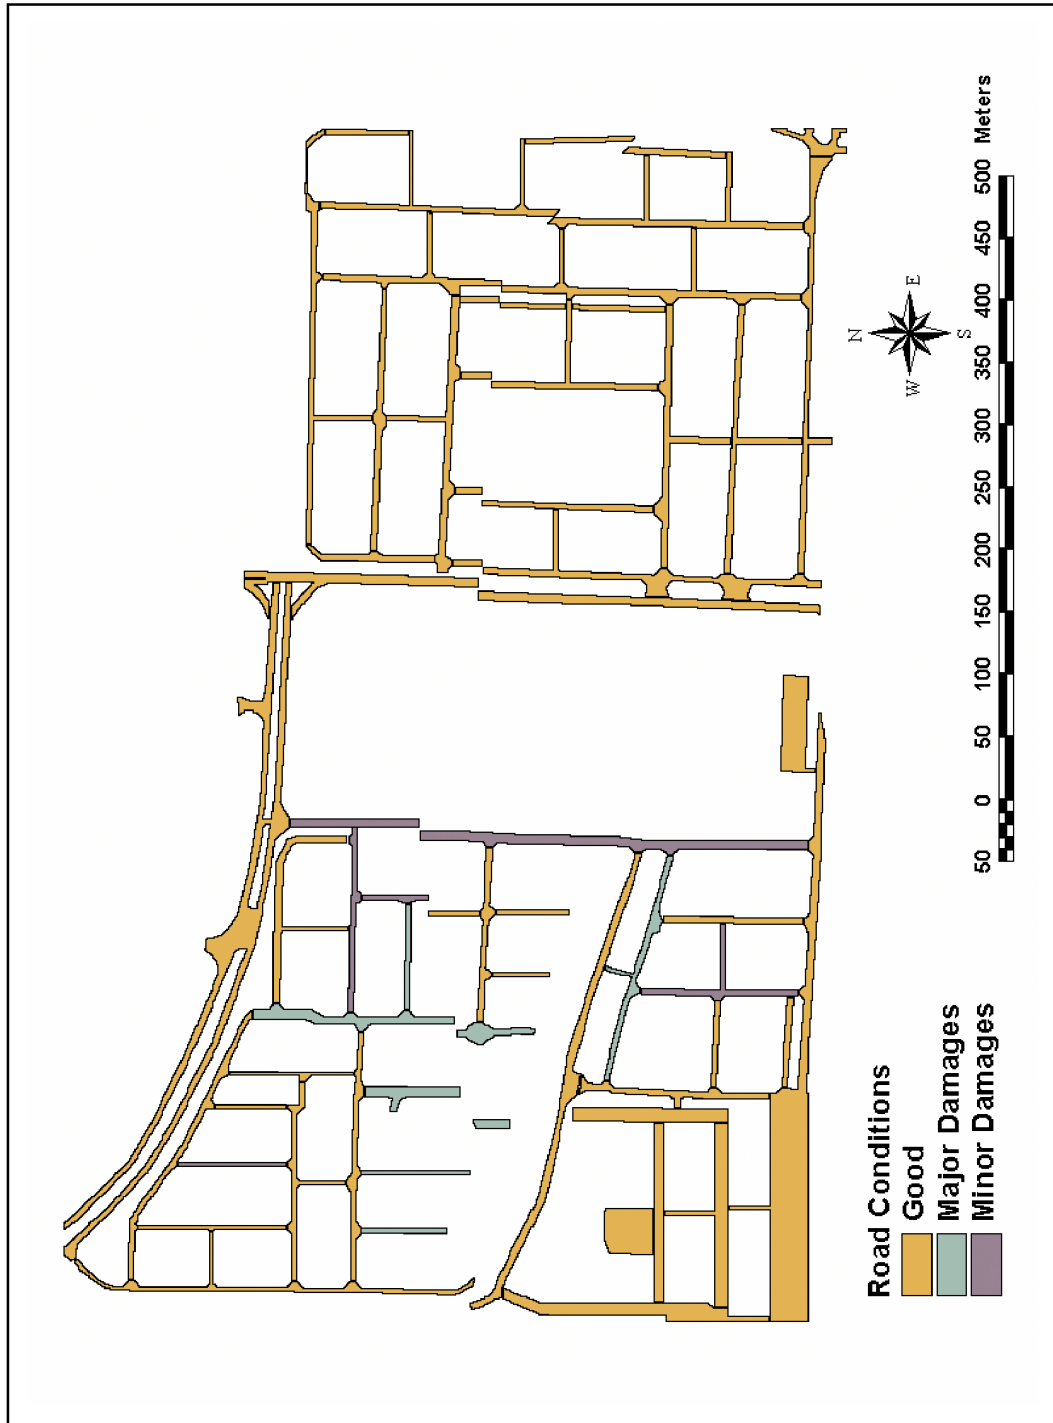 N
W
E
S
50 0 50 100 150 200 250 300 350 400 450 500 Meters
Road Conditions
Good
Major Damages
Minor Damages